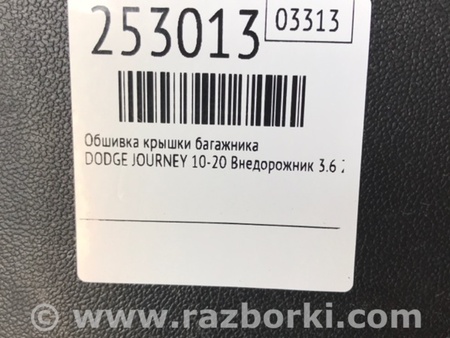 253013
03313
Обшивка крышки багажника
DODGE JOURNEY 10-20 Внедорожник 3.6
© www.razborki.com